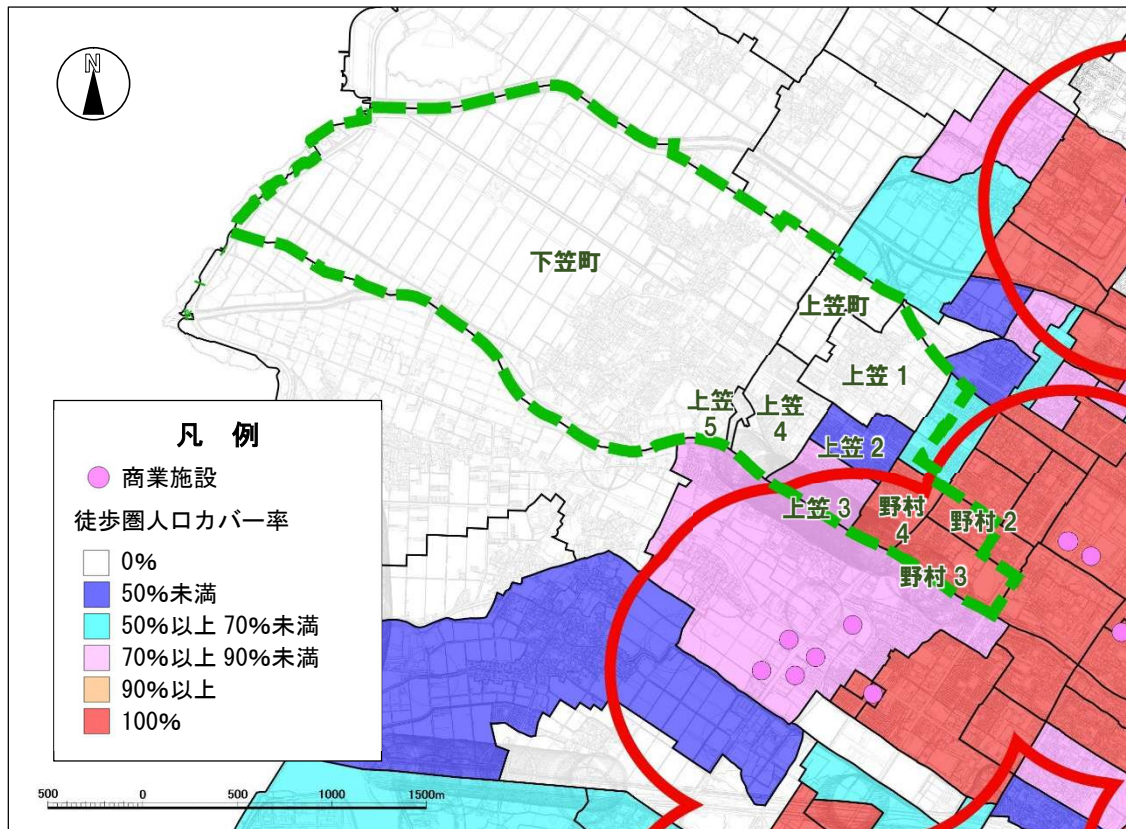 N
下笠町
上笠町
上笠 1
上笠
5
上笠
4
上笠 2
上笠 3
野村
4
野村 2
野村 3
凡 例
商業施設
徒歩圏人口カバー率
0%
50%未満
50%以上 70%未満
70%以上 90%未満
90%以上
100%
500 0 500 1000 1500m